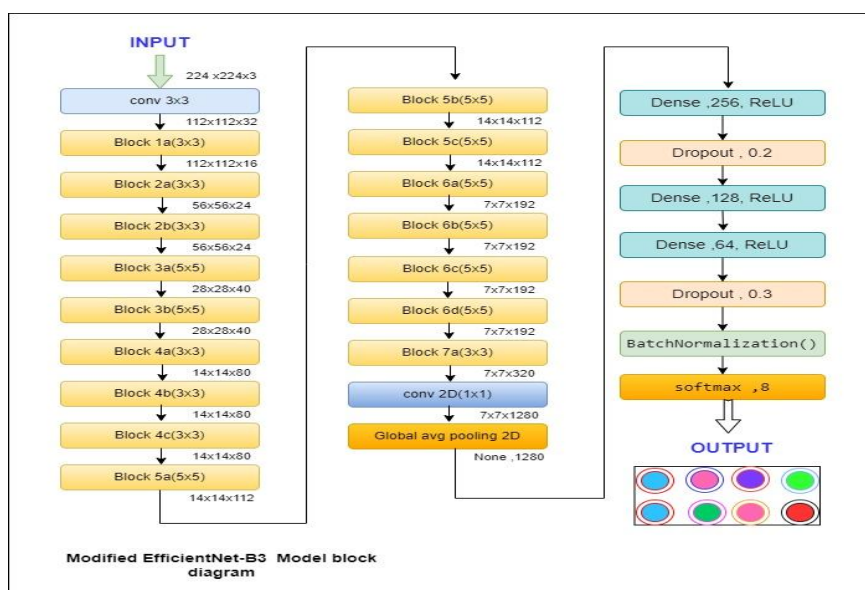 INPUT
224 x224x3
conv 3x3
112x112x32
Block 1a(3x3)
112x112x16
Block 2a(3x3)
56x56x24
Block 2b(3x3)
56x56x24
Block 3a(5x5)
28x28x40
Block 3b(5x5)
28x28x40
Block 4a(3x3)
14x14x80
Block 4b(3x3)
14x14x80
Block 4c(3x3)
14x14x80
Block 5a(5x5)
14x14x112
Block 5b(5x5)
14x14x112
Block 5c(5x5)
14x14x112
Block 6a(5x5)
7x7x192
Block 6b(5x5)
7x7x192
Block 6c(5x5)
7x7x192
Block 6d(5x5)
7x7x192
Block 7a(3x3)
7x7x320
conv 2D(1x1)
7x7x1280
Global avg pooling 2D
None ,1280
Dense ,256, ReLU
Dropout , 0.2
Dense ,128, ReLU
Dense ,64, ReLU
Dropout , 0.3
BatchNormalization()
softmax ,8
OUTPUT
Modified EfficientNet-B3 Model block
diagram